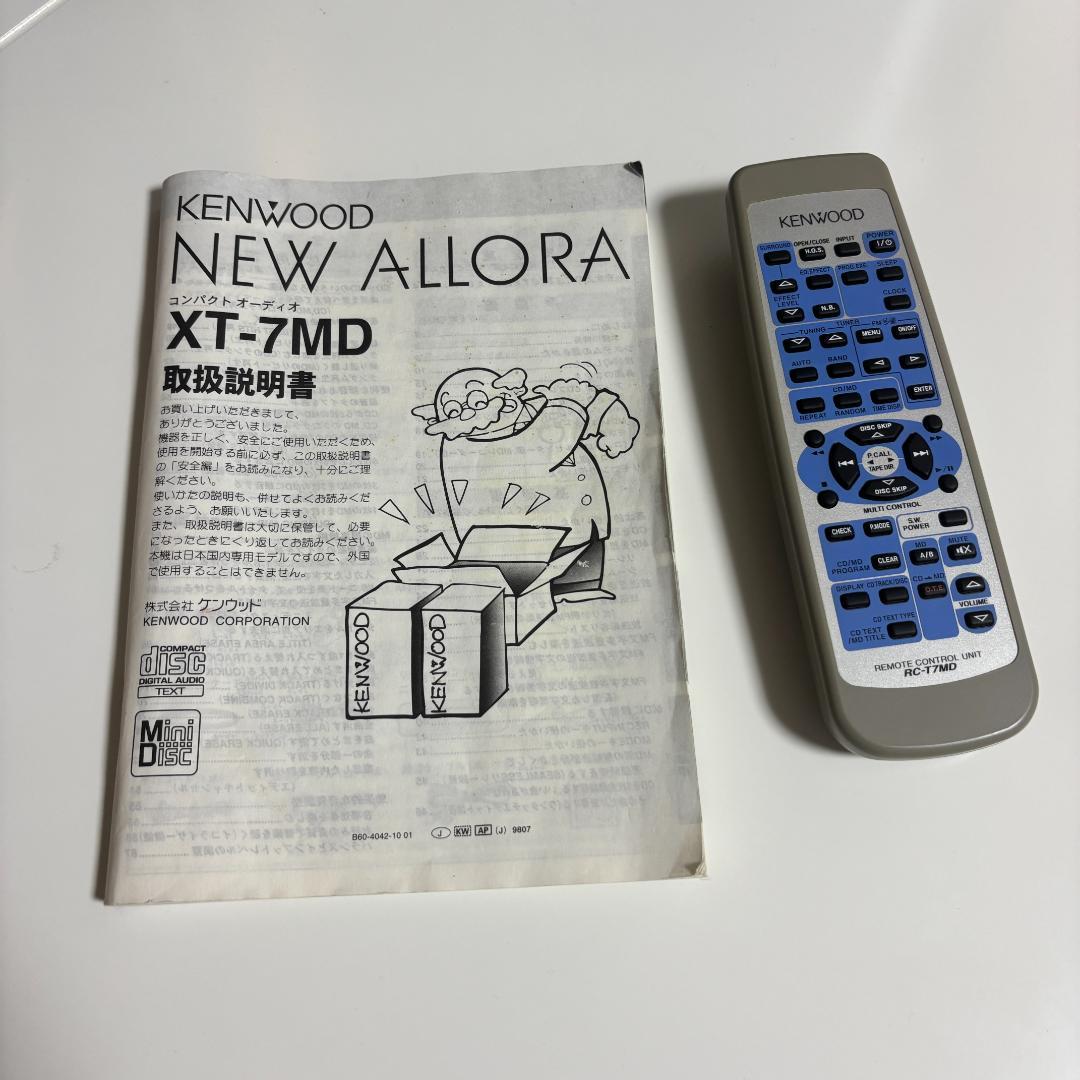 KENWOOD
NEW ALLORA
コンパクト オーディオ
XT-7MD
取扱説明書
お買い上げいただきまして、
ありがとうございました。
機器を正しく、安全にご使用いただくため、
使用を開始する前に必ず、この取扱説明書
の「安全編」をお読みになり、十分にご理
解ください。
使いかたの説明も、併せてよくお読みくだ
さるよう、お願いいたします。
また、取扱説明書は大切に保管して、必要
になったときにくり返してお読みください。
本機は日本国内専用モデルですので、外国
で使用することはできません。
株式会社 ケンウッド
KENWOOD CORPORATION
COMPACT
disc
DIGITAL AUDIO
TEXT
Mini
Disc
KENWOOD
KENWOOD
B60-4042-10 01 J KW AP (J) 9807
KENWOOD
SURROUND OPEN/CLOSE INPUT POWER
H.Q.S. I/⏻
EQ.EFFECT PROG.EXE. SLEEP
EFFECT
LEVEL
N.B. CLOCK
TUNER
TUNING FM
MENU ON/OFF
AUTO BAND
CD/MD
ENTER
REPEAT RANDOM TIME DISP.
DISC SKIP
◀◀ ▶▶
I◀◀ P.CALL ▶▶I
TAPE DIR.
■ ▶/II
DISC SKIP
MULTI CONTROL
CHECK P.MODE S.W.
POWER
CD/MD
PROGRAM CLEAR
MD
A/B
MUTE
DISPLAY CD TRACK/DISC CD→MD
O.T.E
CD TEXT TYPE
VOLUME
CD TEXT
/MD TITLE
REMOTE CONTROL UNIT
RC-T7MD